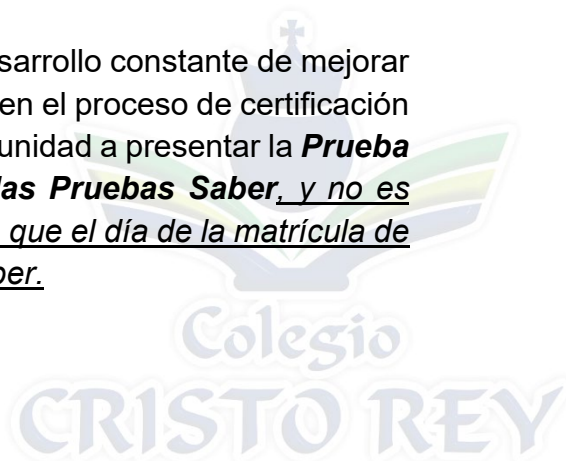 sarrollo constante de mejorar
en el proceso de certificación
unidad a presentar la Prueba
las Pruebas Saber, y no es
que el día de la matrícula de
ber.
Colegio
CRISTO REY